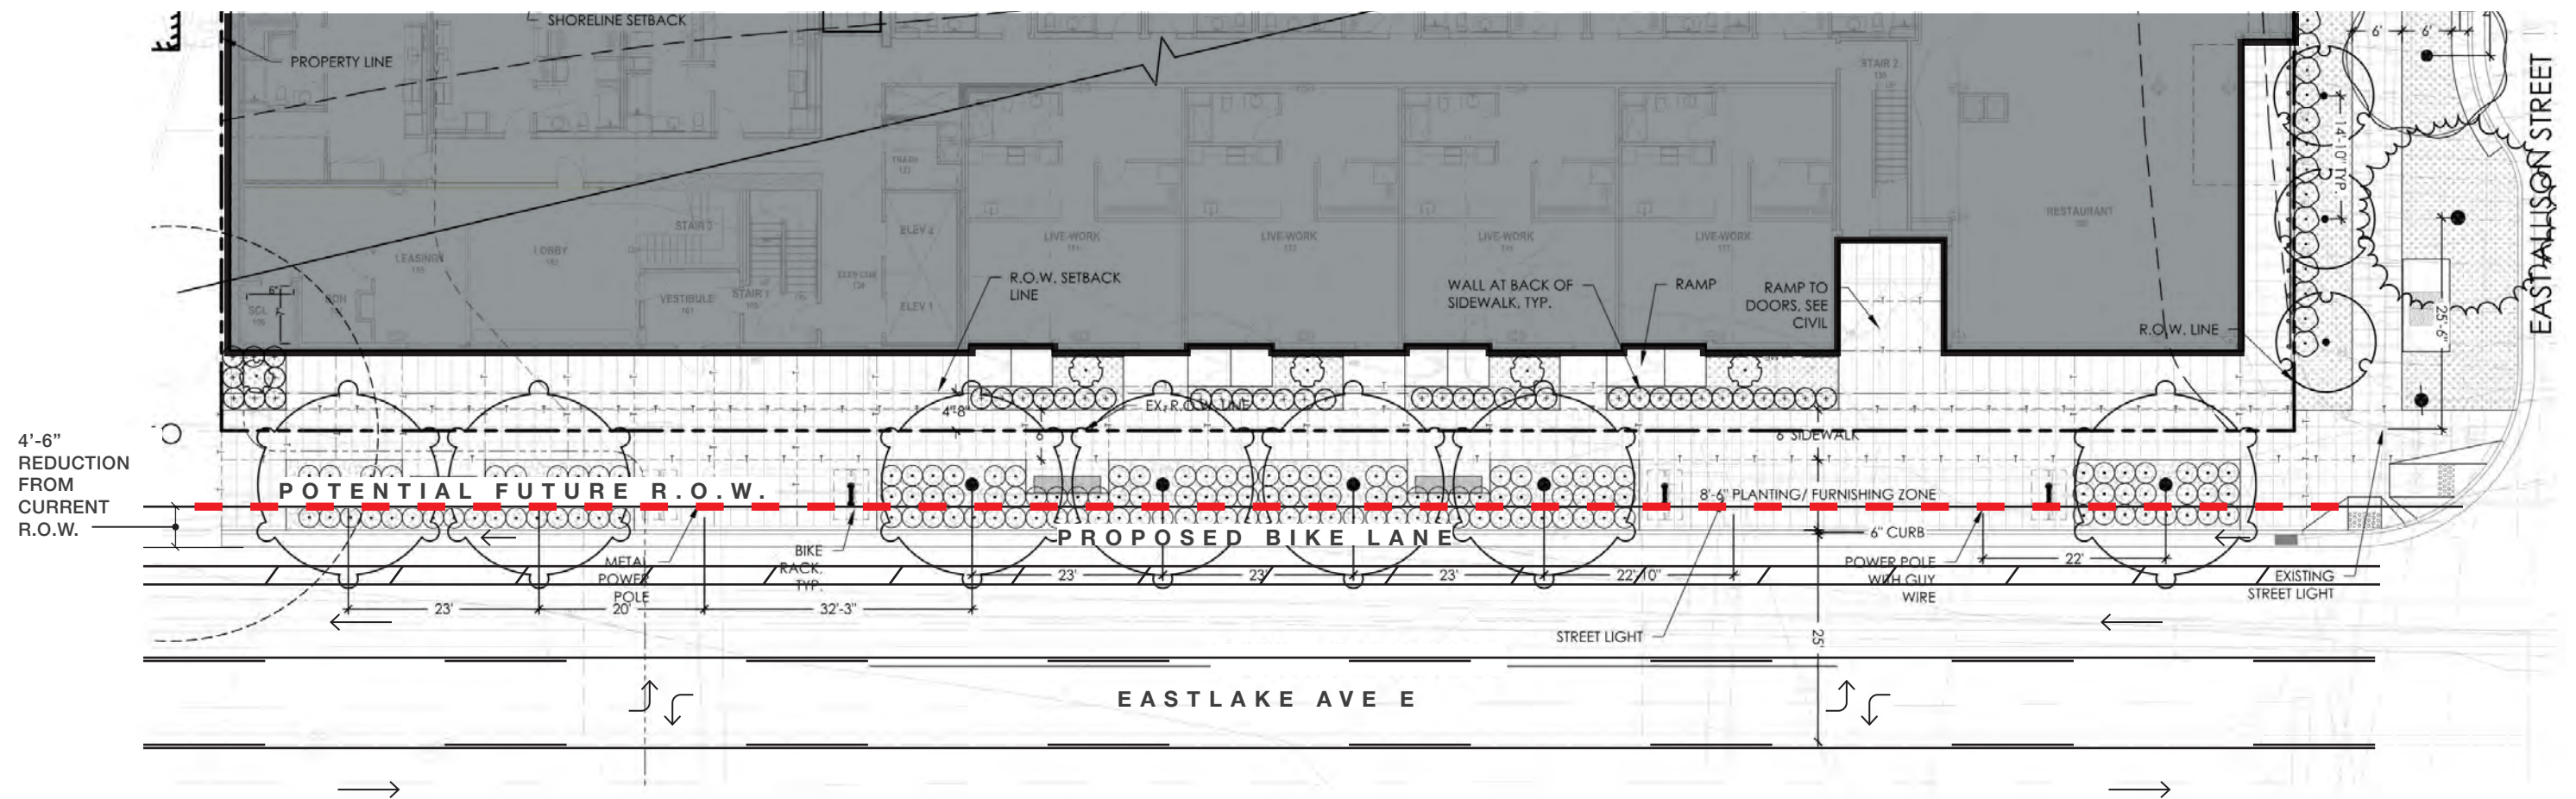 SHORELINE SETBACK
PROPERTY LINE
STAIR 2
TRASH
122
ELEV 2
ELEV 1
STAIR 3
LEASING
LOBBY
VESTIBULE
STAIR 1
LIVE-WORK
LIVE-WORK
LIVE-WORK
LIVE-WORK
RESTAURANT
6'
6'
14'-10" TYP.
25'-6"
EAST ALLISON STREET
6"
R.O.W. SETBACK
LINE
WALL AT BACK OF
SIDEWALK, TYP.
RAMP
RAMP TO
DOORS, SEE
CIVIL
R.O.W. LINE
4'-8"
EX. R.O.W. LINE
6'
6' SIDEWALK
4'-6"
REDUCTION
FROM
CURRENT
R.O.W.
POTENTIAL FUTURE R.O.W.
8'-6" PLANTING/ FURNISHING ZONE
PROPOSED BIKE LANE
6" CURB
METAL
POWER
POLE
BIKE
RACK,
TYP.
23'
23'
23'
22'-10"
POWER POLE
WITH GUY
WIRE
22'
EXISTING
STREET LIGHT
23'
20'
32'-3"
STREET LIGHT
25'
EASTLAKE AVE E